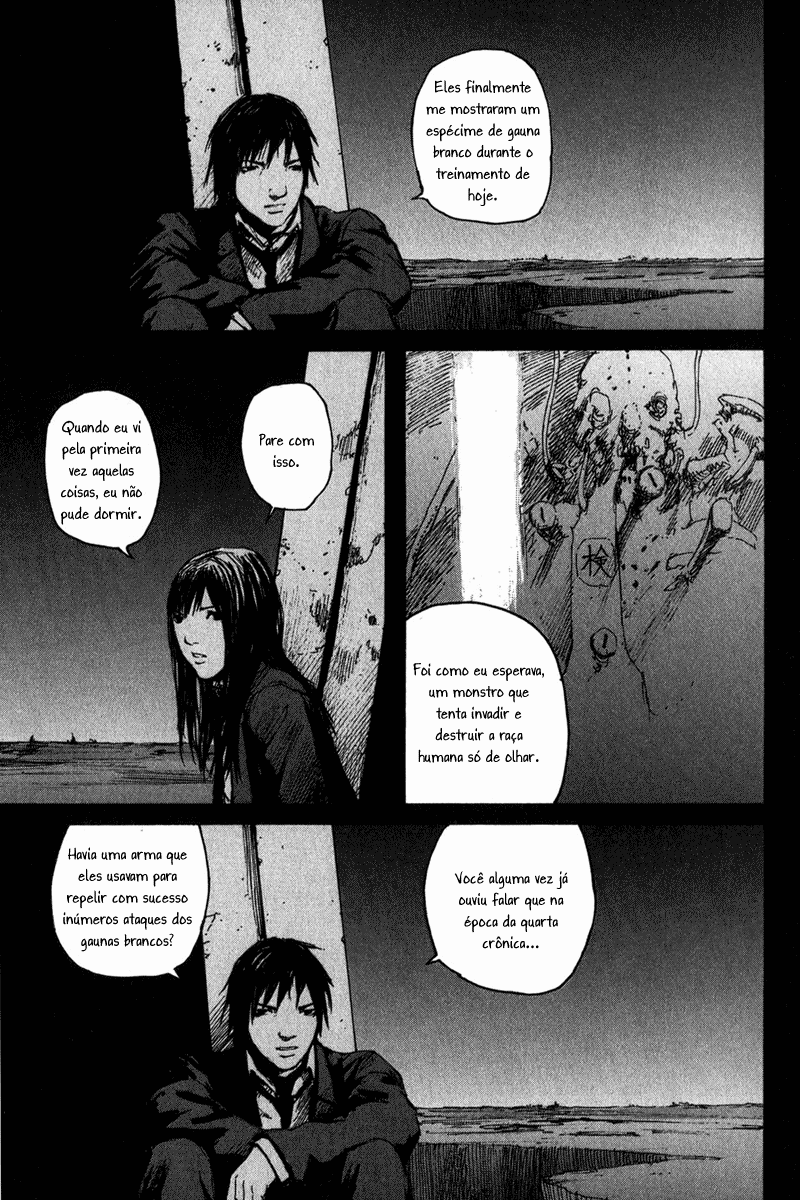 Eles finalmente
me mostraram um
espécime de gauna
branco durante o
treinamento de
hoje.
検
Foi como eu esperava,
um monstro que
tenta invadir e
destruir a raça
humana só de olhar.
Pare com
isso.
Quando eu vi
pela primeira
vez aquelas
coisas, eu não
pude dormir.
Você alguma vez já
ouviu falar que na
época da quarta
crônica...
Havia uma arma que
eles usavam para
repelir com sucesso
inúmeros ataques dos
gaunas brancos?